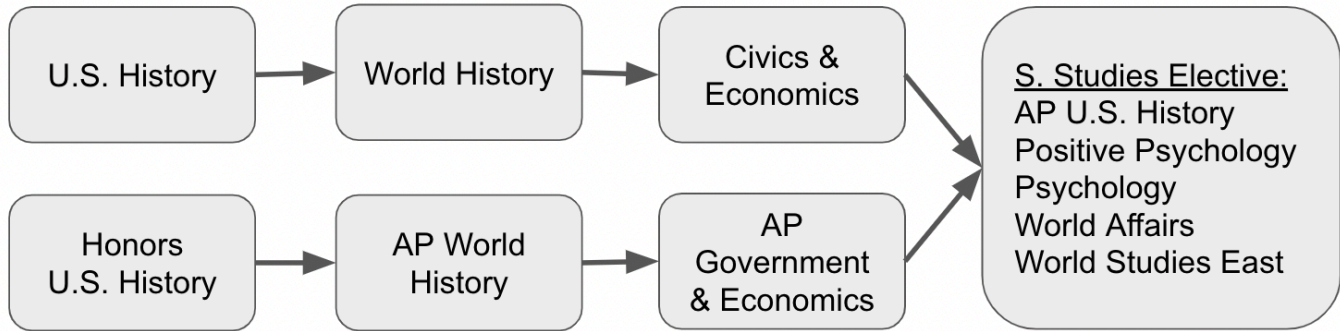 U.S. History
World History
Civics &
Economics
Honors
U.S. History
AP World
History
AP
Government
& Economics
S. Studies Elective:
AP U.S. History
Positive Psychology
Psychology
World Affairs
World Studies East